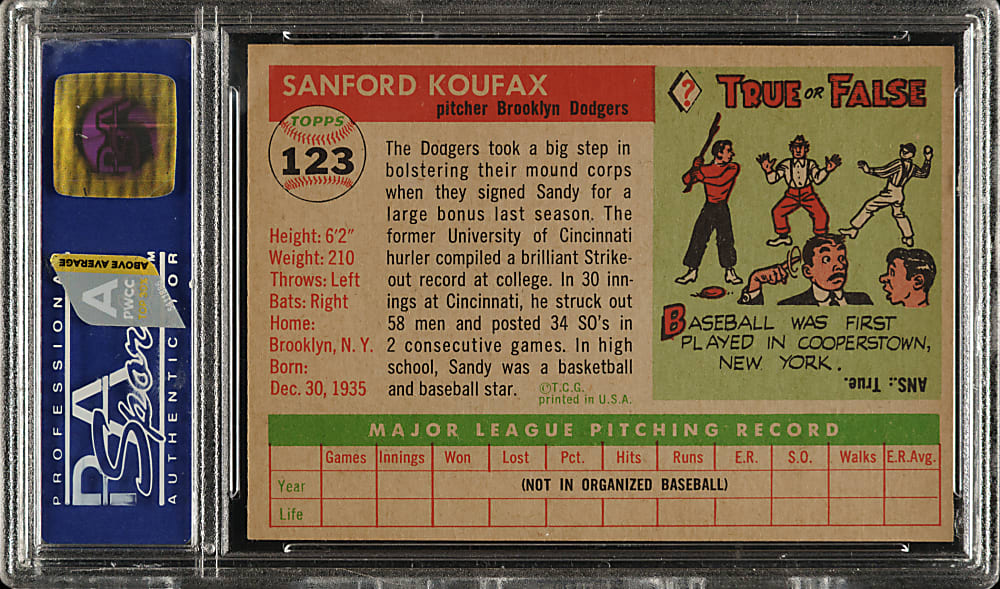 SANFORD KOUFAX
pitcher Brooklyn Dodgers
TOPPS
123
Height: 6'2"
Weight: 210
Throws: Left
Bats: Right
Home:
Brooklyn, N. Y.
Born:
Dec. 30, 1935
The Dodgers took a big step in
bolstering their mound corps
when they signed Sandy for a
large bonus last season. The
former University of Cincinnati
hurler compiled a brilliant Strike-
out record at college. In 30 inn-
ings at Cincinnati, he struck out
58 men and posted 34 SO's in
2 consecutive games. In high
school, Sandy was a basketball
and baseball star.
©T.C.G.
printed in U.S.A.
?
TRUE OR FALSE
BASEBALL WAS FIRST
PLAYED IN COOPERSTOWN,
NEW YORK.
ANS.: True.
MAJOR LEAGUE PITCHING RECORD
Games Innings Won Lost Pct. Hits Runs E.R. S.O. Walks E.R.Avg.
Year (NOT IN ORGANIZED BASEBALL)
Life
PROFESSION
PSA
Spor
AUTHENTIC OR
ABOVE AVERAGE
A
PWCC